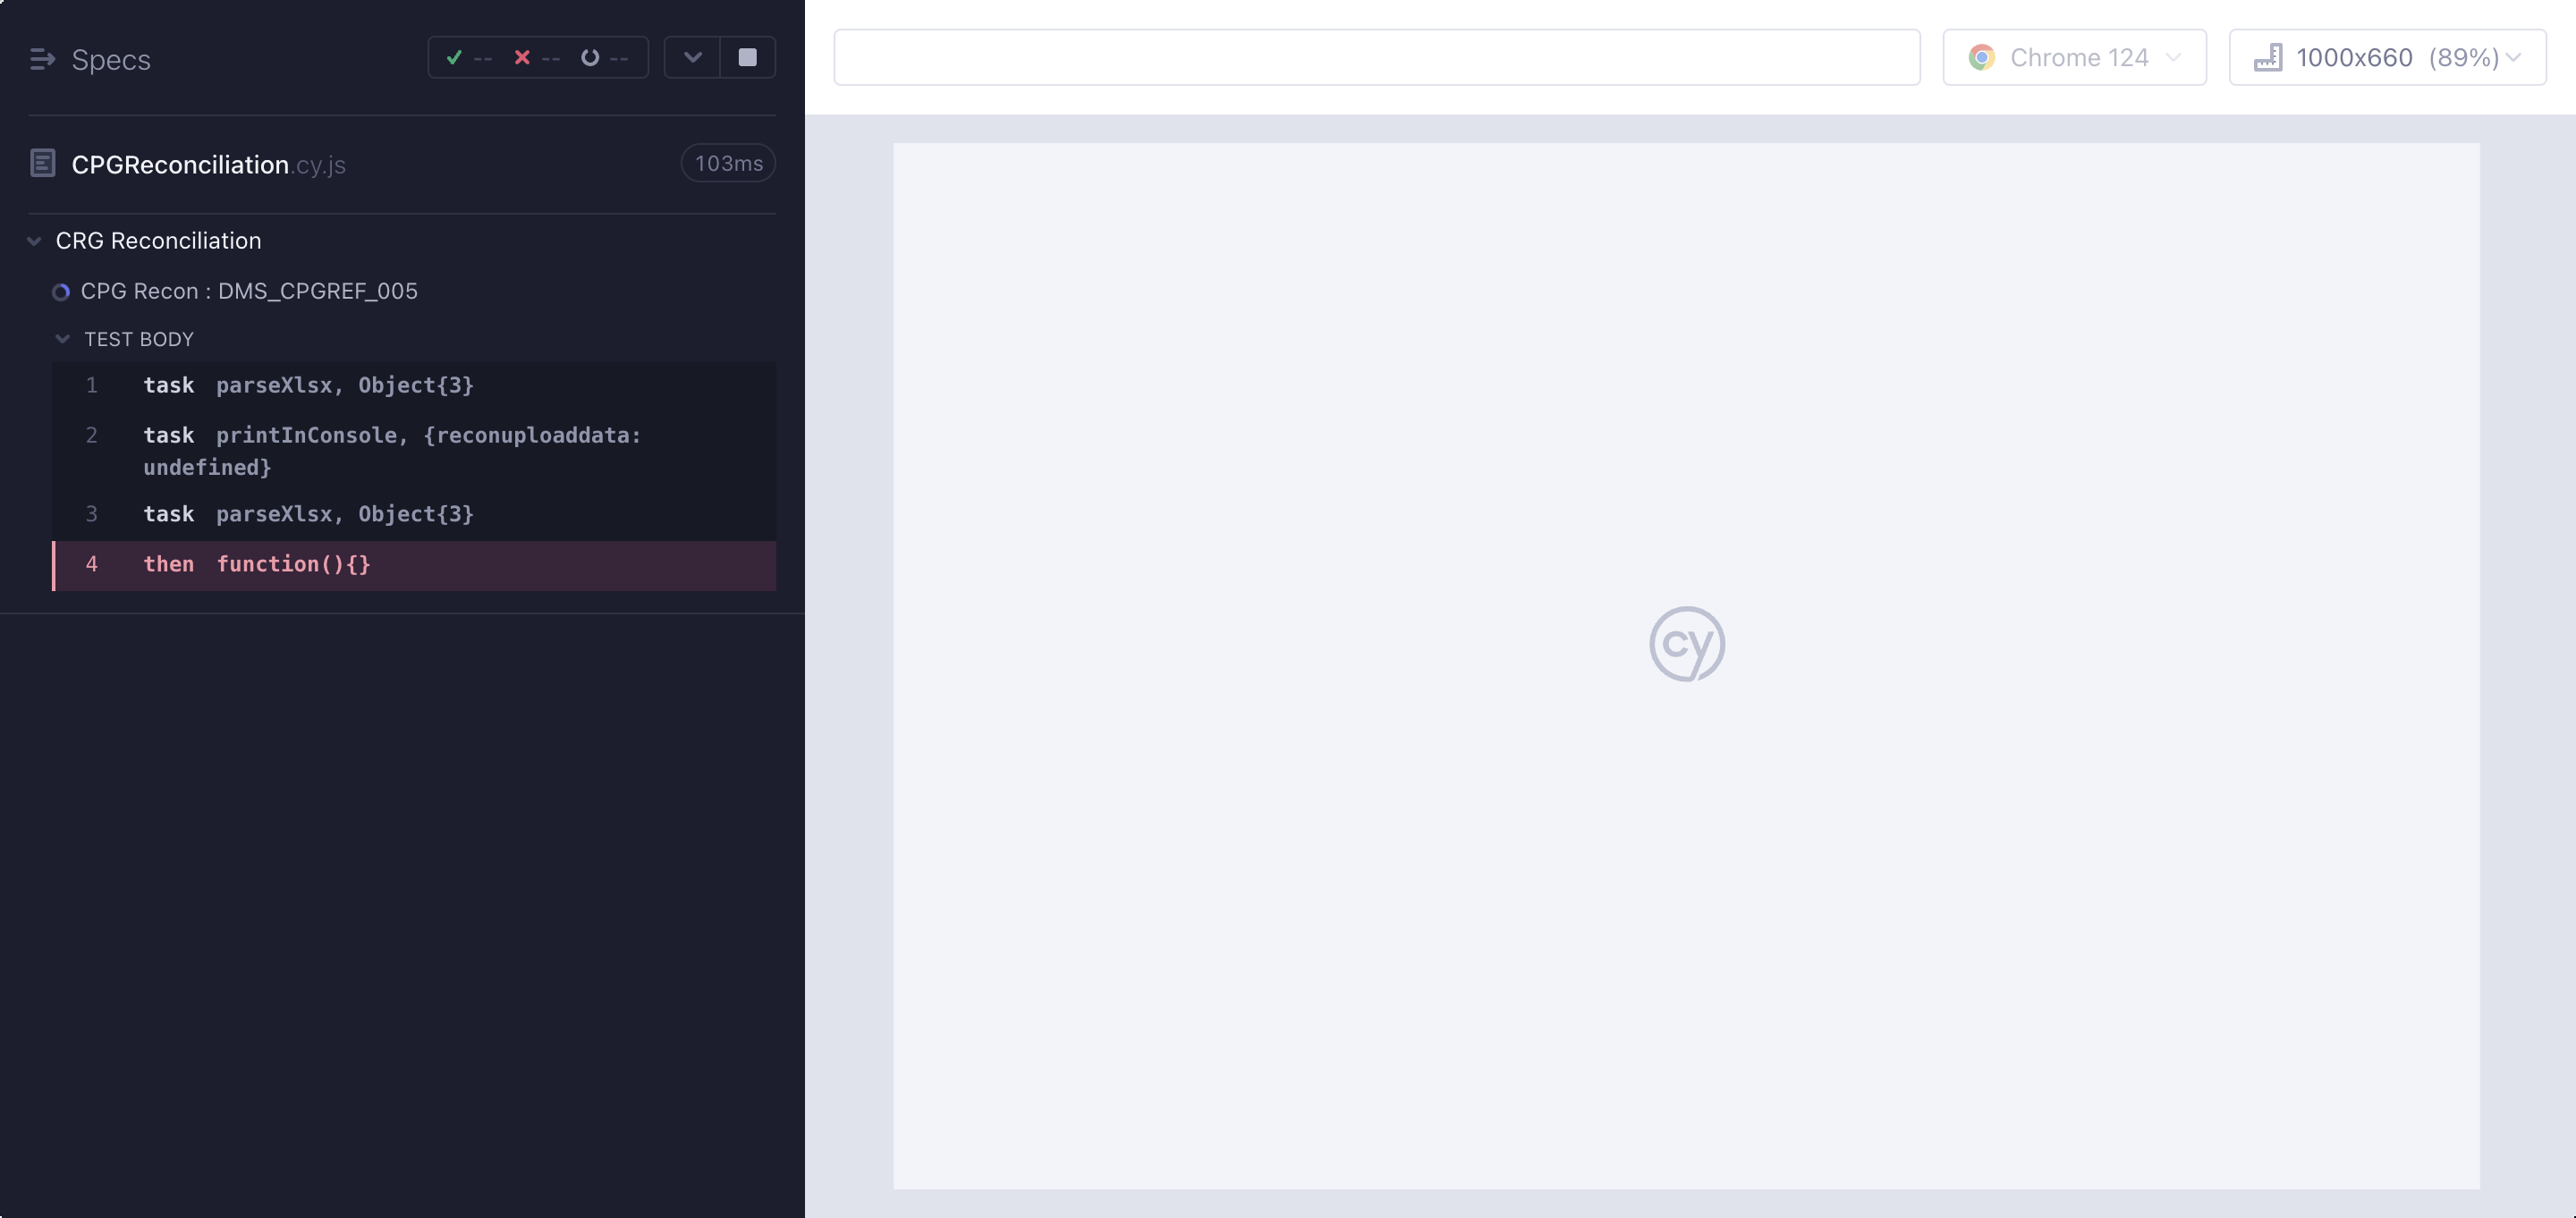 Specs
-- -- --
Chrome 124
1000x660 (89%)
CPGReconciliation.cy.js
103ms
CRG Reconciliation
CPG Recon : DMS_CPGREF_005
TEST BODY
1 task parseXlsx, Object{3}
2 task printInConsole, {reconuploaddata:
undefined}
3 task parseXlsx, Object{3}
4 then function(){}
cy